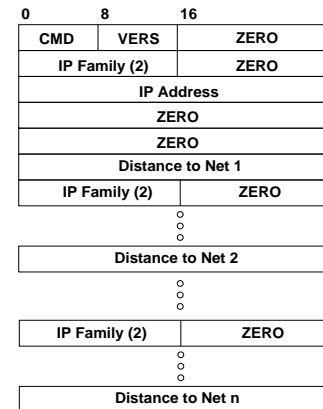 0 8 16
CMD VERS ZERO
IP Family (2) ZERO
IP Address
ZERO
ZERO
Distance to Net 1
IP Family (2) ZERO
Distance to Net 2
IP Family (2) ZERO
Distance to Net n